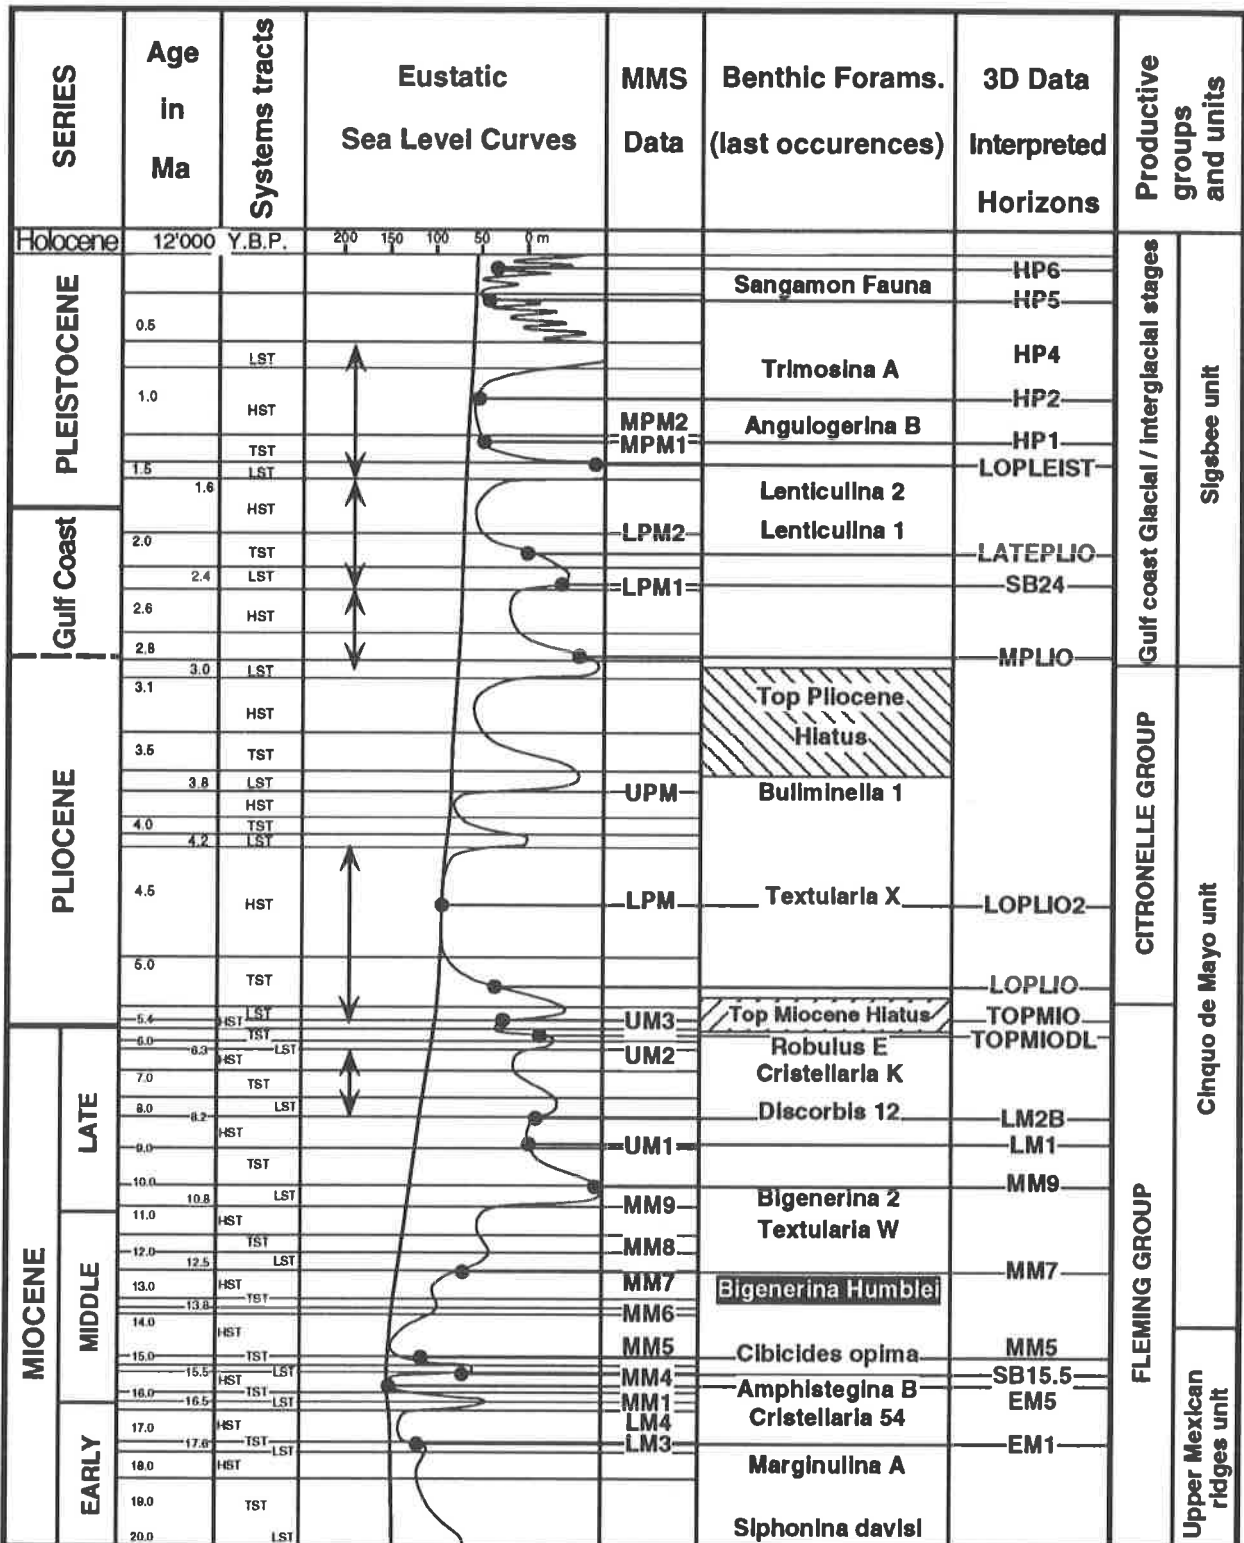 SERIES
Age
in
Ma
Systems tracts
Eustatic
Sea Level Curves
MMS
Data
Benthic Forams.
(last occurences)
3D Data
Interpreted
Horizons
Productive
groups
and units
Holocene
12'000 Y.B.P.
200 150 100 50 0 m
PLEISTOCENE
Gulf Coast
PLIOCENE
MIOCENE
LATE
MIDDLE
EARLY
0.5
1.0
1.5
1.6
2.0
2.4
2.6
2.8
3.0
3.1
3.5
3.8
4.0
4.2
4.5
5.0
5.4
6.0
6.3
7.0
8.0
8.2
9.0
10.0
10.8
11.0
12.0
12.5
13.0
13.8
14.0
15.0
15.5
16.0
16.5
17.0
17.6
18.0
19.0
20.0
LST
HST
TST
LST
HST
TST
LST
HST
LST
HST
TST
LST
HST
TST
LST
HST
TST
LST
HST
TST
LST
HST
TST
LST
HST
TST
LST
HST
TST
LST
HST
TST
HST
TST
LST
HST
TST
LST
HST
TST
LST
HST
TST
LST
MPM2
MPM1
LPM2
LPM1
UPM
LPM
UM3
UM2
UM1
MM9
MM8
MM7
MM6
MM5
MM4
MM1
LM4
LM3
Sangamon Fauna
Trimosina A
Angulogerina B
Lenticulina 2
Lenticulina 1
Top Pliocene
Hiatus
Buliminella 1
Textularia X
Top Miocene Hiatus
Robulus E
Cristellaria K
Discorbis 12
Bigenerina 2
Textularia W
Bigenerina Humblei
Cibicides opima
Amphistegina B
Cristellaria 54
Marginulina A
Siphonina davisi
HP6
HP5
HP4
HP2
HP1
LOPLEIST
LATEPLIO
SB24
MPLIO
LOPLIO2
LOPLIO
TOPMIO
TOPMIODL
LM2B
LM1
MM9
MM7
MM5
SB15.5
EM5
EM1
Gulf coast Glacial / interglacial stages
CITRONELLE GROUP
FLEMING GROUP
Sigsbee unit
Cinquo de Mayo unit
Upper Mexican
ridges unit